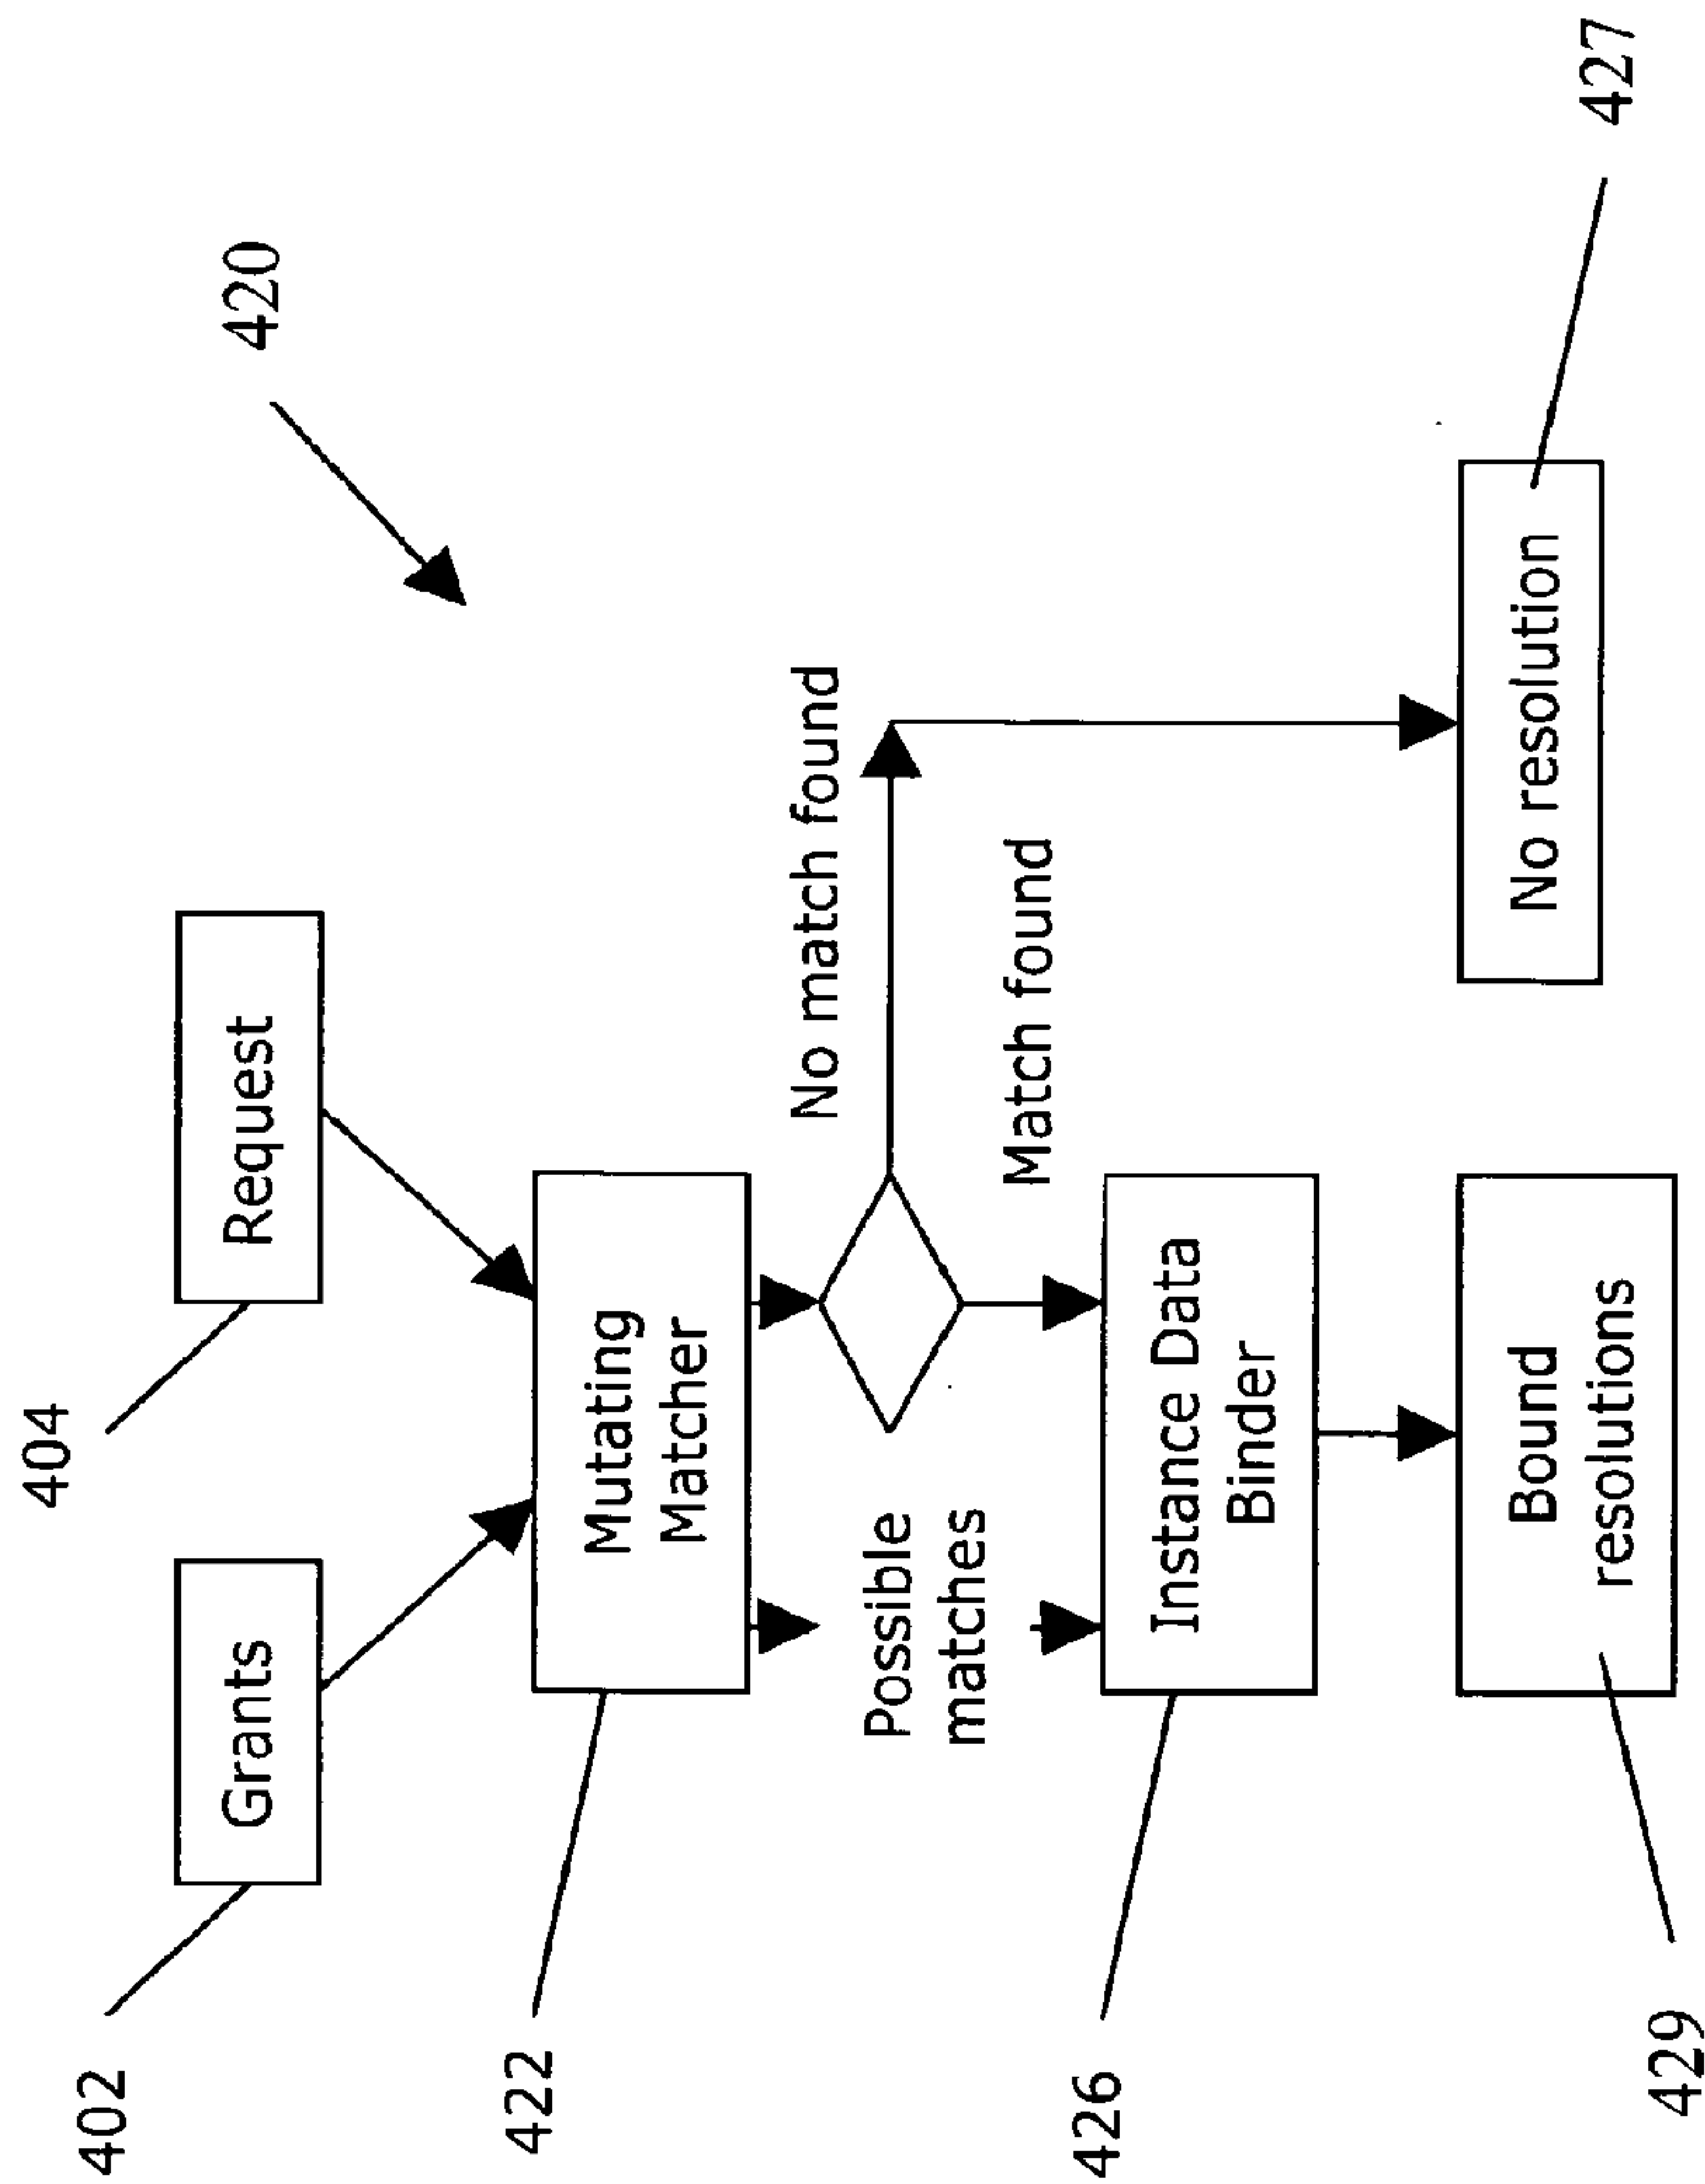 404
402
Grants
Request
420
422
Mutating
Matcher
No match found
Possible
matches
Match found
426
Instance Data
Binder
Bound
resolutions
No resolution
427
429